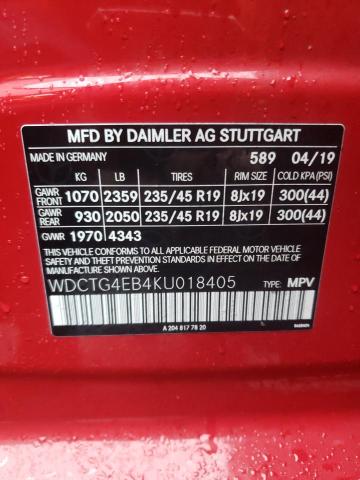 MFD BY DAIMLER AG STUTTGART
MADE IN GERMANY 589 04/19
KG LB TIRES RIM SIZE COLD KPA(PSI)
GAWR FRONT 1070 2359 235/45 R19 8Jx19 300(44)
GAWR REAR 930 2050 235/45 R19 8Jx19 300(44)
GVWR 1970 4343
THIS VEHICLE CONFORMS TO ALL APPLICABLE FEDERAL MOTOR VEHICLE
SAFETY, BUMPER, AND THEFT PREVENTION STANDARDS IN EFFECT ON THE
DATE OF MANUFACTURE SHOWN ABOVE.
WDCTG4EB4KU018405 TYPE: MPV
A 204 817 78 20